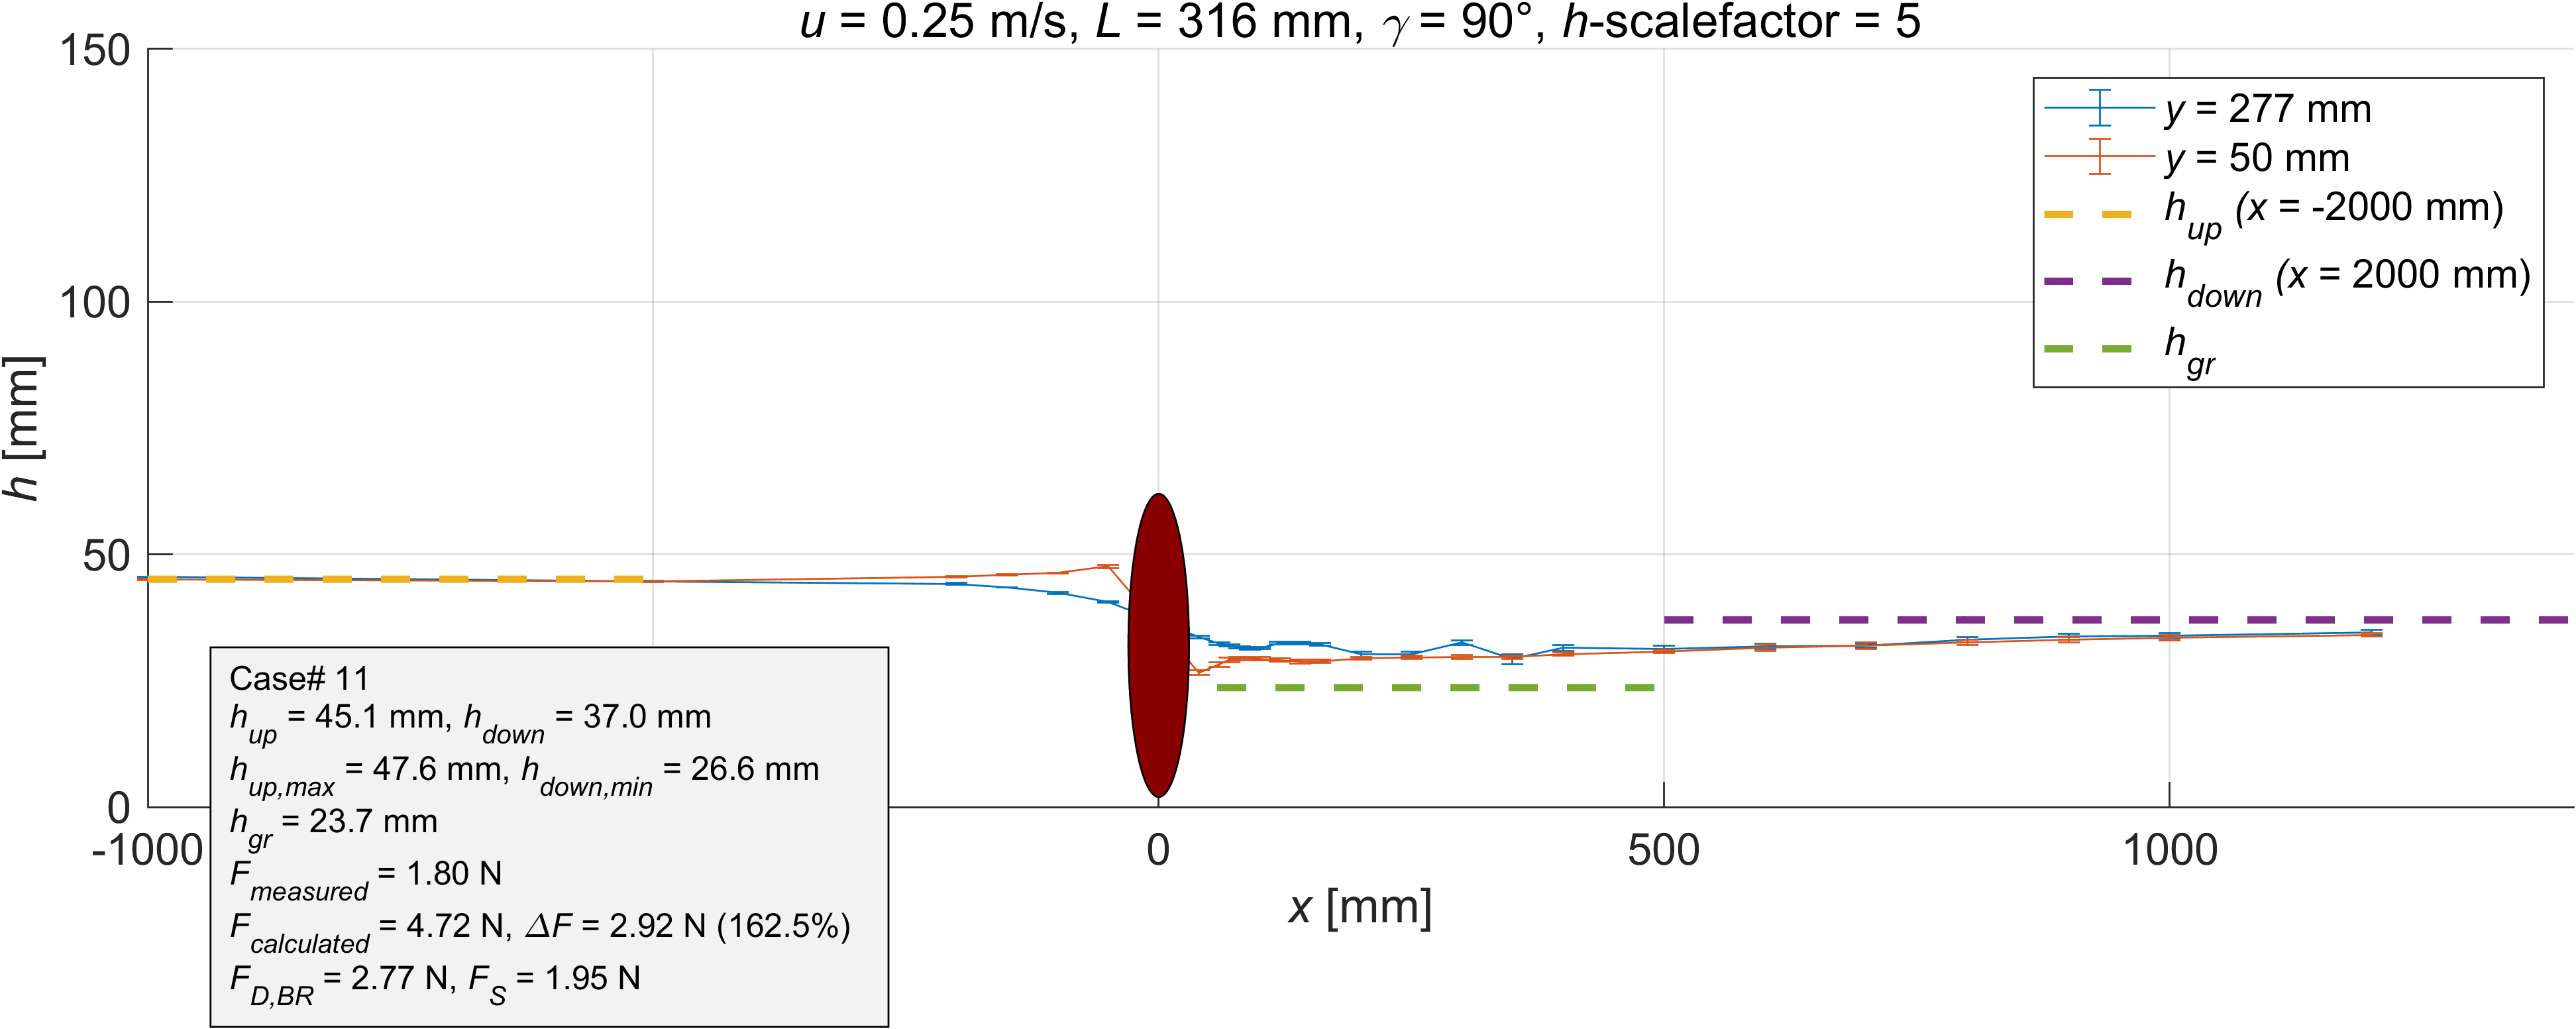 u = 0.25 m/s, L = 316 mm, γ = 90°, h-scalefactor = 5
150
100
50
0
h [mm]
-1000
0
500
1000
x [mm]
y = 277 mm
y = 50 mm
h_up (x = -2000 mm)
h_down (x = 2000 mm)
h_gr
Case# 11
h_up = 45.1 mm, h_down = 37.0 mm
h_up,max = 47.6 mm, h_down,min = 26.6 mm
h_gr = 23.7 mm
F_measured = 1.80 N
F_calculated = 4.72 N, ΔF = 2.92 N (162.5%)
F_D,BR = 2.77 N, F_S = 1.95 N